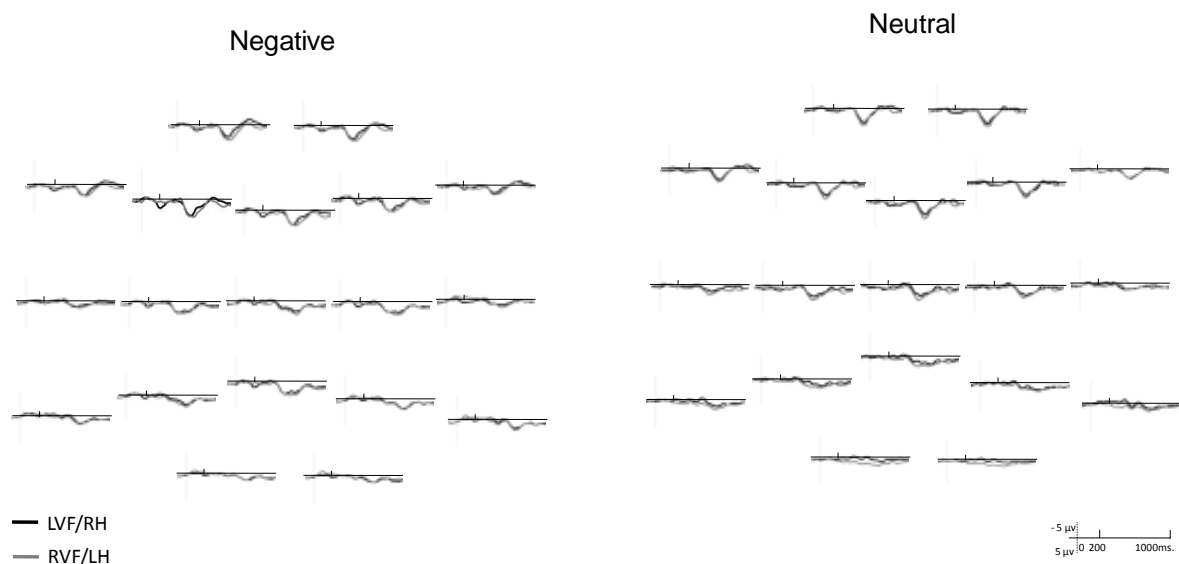 Negative
Neutral
LVF/RH
RVF/LH
- 5 µv
5 µv
0 200 1000ms.